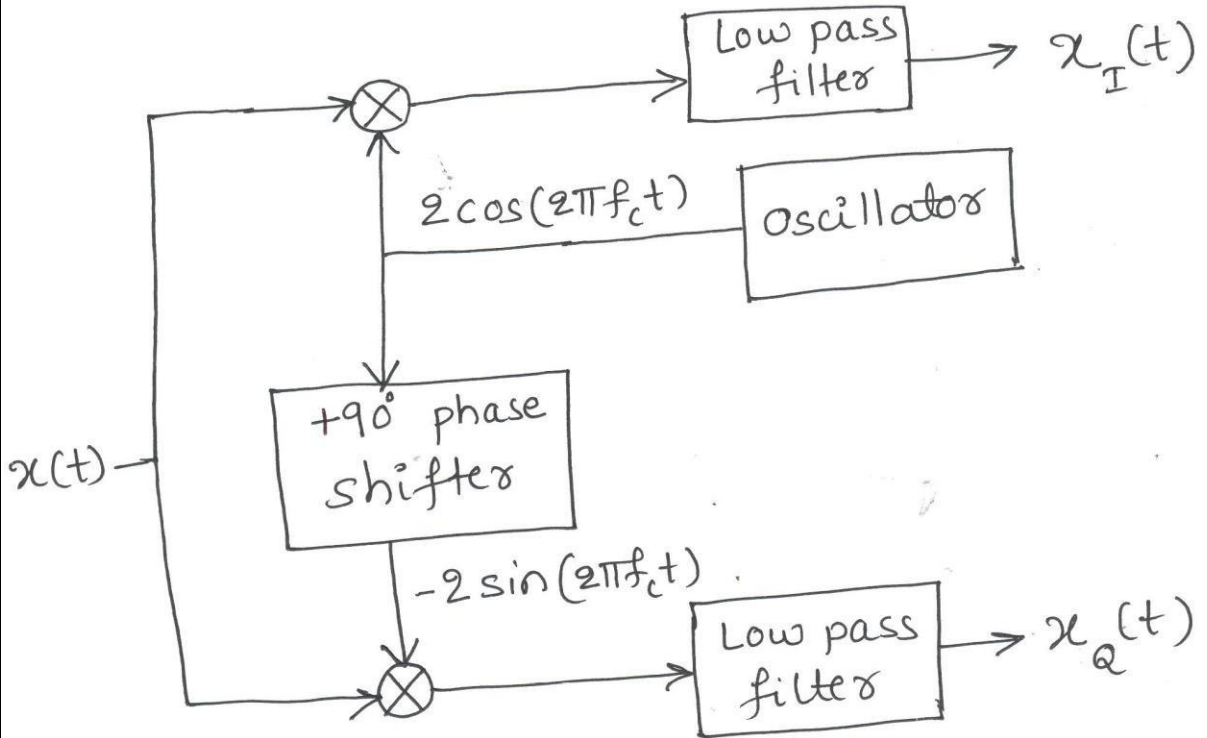 Low pass
filter
x_I(t)
2cos(2πf_ct)
Oscillator
+90° phase
shifter
x(t)
-2sin(2πf_ct)
Low pass
filter
x_Q(t)